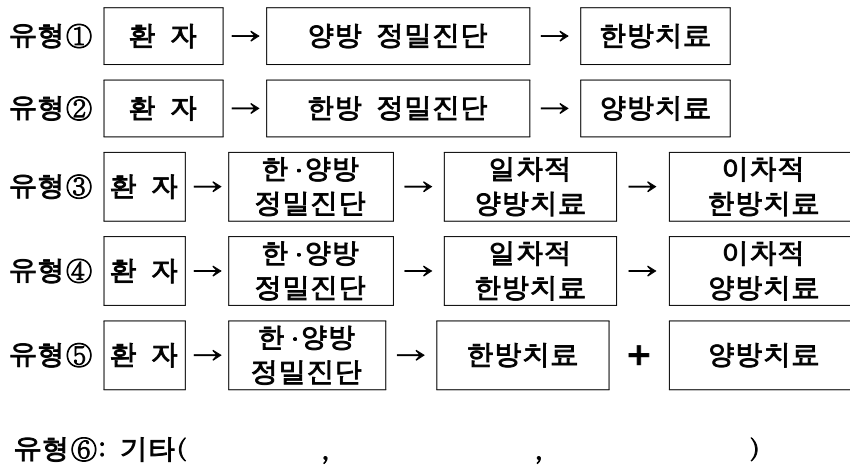 유형① 환 자 → 양방 정밀진단 → 한방치료
유형② 환 자 → 한방 정밀진단 → 양방치료
유형③ 환 자 → 한·양방 정밀진단 → 일차적 양방치료 → 이차적 한방치료
유형④ 환 자 → 한·양방 정밀진단 → 일차적 한방치료 → 이차적 양방치료
유형⑤ 환 자 → 한·양방 정밀진단 → 한방치료 + 양방치료
유형⑥: 기타( , , )